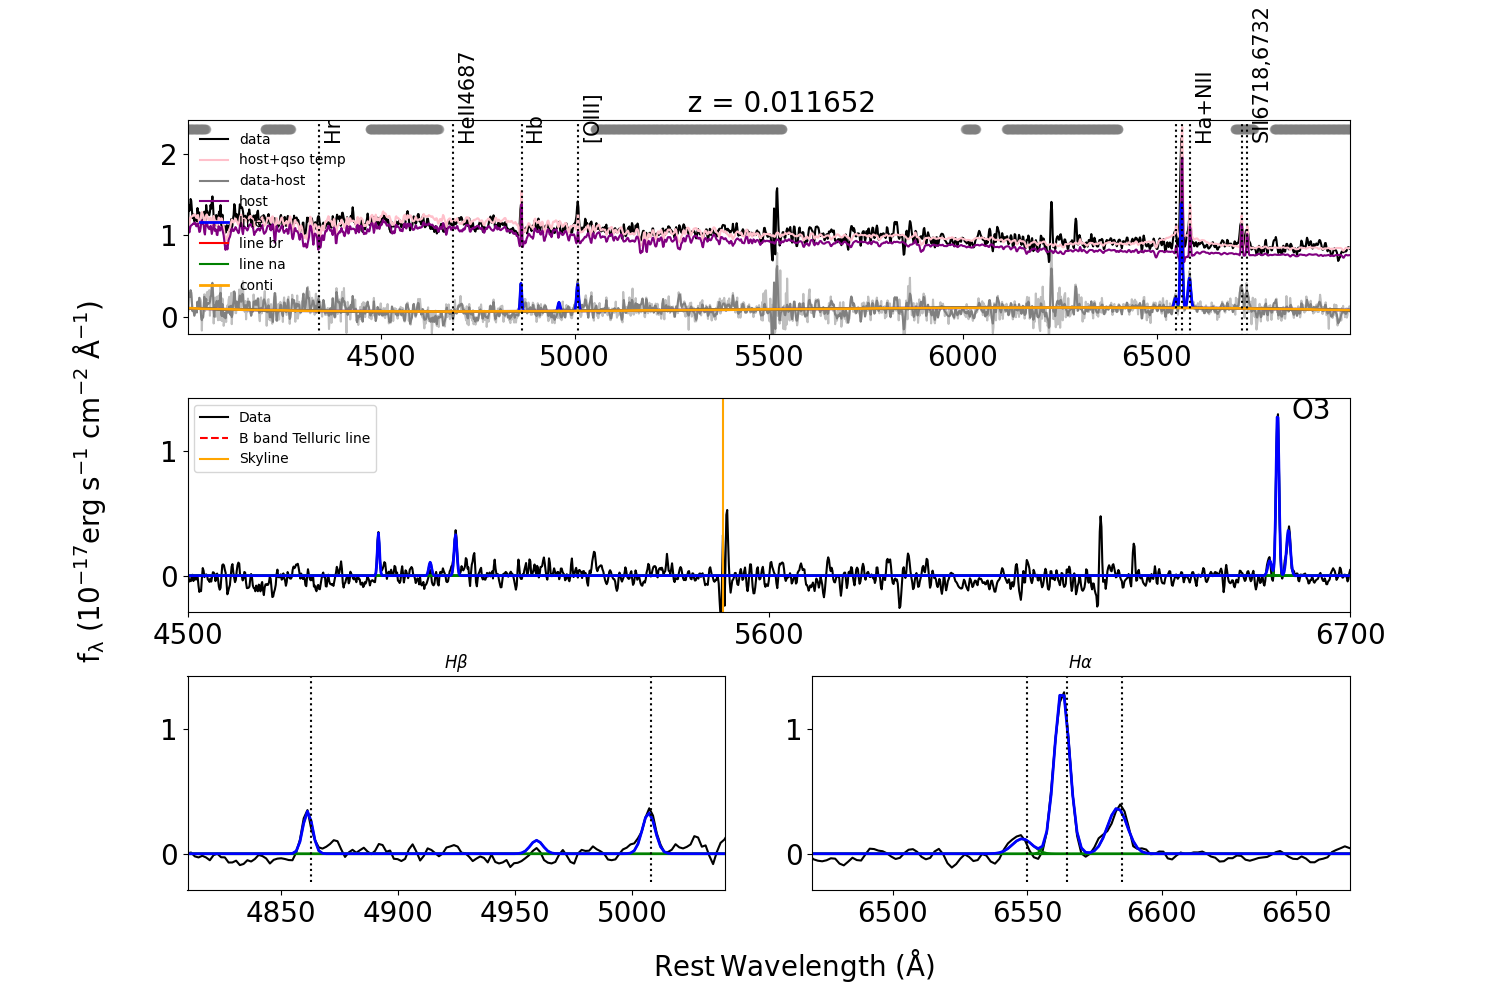 z = 0.011652
Hr
HeII4687
Hb
[OIII]
Ha+NII
SII6718,6732
data
host+qso temp
data-host
host
line br
line na
conti
2
1
0
4500 5000 5500 6000 6500
Data
B band Telluric line
Skyline
O3
1
0
4500 5600 6700
f_λ (10^−17 erg s^−1 cm^−2 Å^−1)
Hβ
1
0
4850 4900 4950 5000
Hα
1
0
6500 6550 6600 6650
Rest Wavelength (Å)